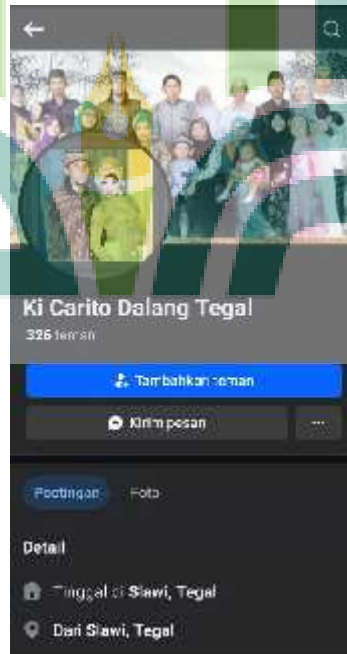 Ki Carito Dalang Tegal
326 teman
Tambahkan teman
Kirim pesan
Postingan Foto
Detail
Tinggal di Slawi, Tegal
Dari Slawi, Tegal